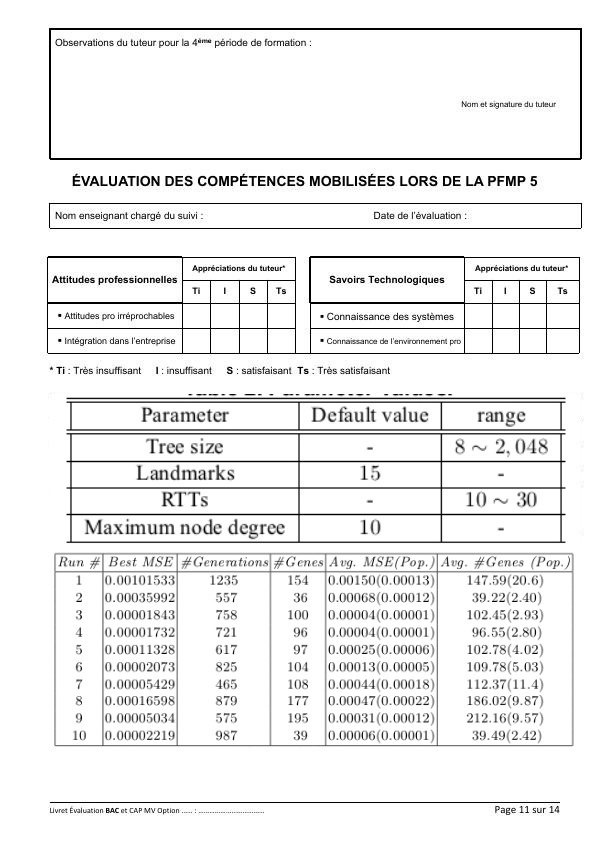 Observations du tuteur pour la 4ème période de formation :
Nom et signature du tuteur
ÉVALUATION DES COMPÉTENCES MOBILISÉES LORS DE LA PFMP 5
Nom enseignant chargé du suivi : Date de l'évaluation :
Attitudes professionnelles Appréciations du tuteur*
Ti I S Ts
▪ Attitudes pro irréprochables
▪ Intégration dans l'entreprise
Savoirs Technologiques Appréciations du tuteur*
Ti I S Ts
▪ Connaissance des systèmes
▪ Connaissance de l'environnement pro
* Ti : Très insuffisant I : insuffisant S : satisfaisant Ts : Très satisfaisant
Parameter Default value range
Tree size - 8 ~ 2,048
Landmarks 15 -
RTTs - 10 ~ 30
Maximum node degree 10 -
Run # Best MSE #Generations #Genes Avg. MSE(Pop.) Avg. #Genes (Pop.)
1 0.00101533 1235 154 0.00150(0.00013) 147.59(20.6)
2 0.00035992 557 36 0.00068(0.00012) 39.22(2.40)
3 0.00001843 758 100 0.00004(0.00001) 102.45(2.93)
4 0.00001732 721 96 0.00004(0.00001) 96.55(2.80)
5 0.00011328 617 97 0.00025(0.00006) 102.78(4.02)
6 0.00002073 825 104 0.00013(0.00005) 109.78(5.03)
7 0.00005429 465 108 0.00044(0.00018) 112.37(11.4)
8 0.00016598 879 177 0.00047(0.00022) 186.02(9.87)
9 0.00005034 575 195 0.00031(0.00012) 212.16(9.57)
10 0.00002219 987 39 0.00006(0.00001) 39.49(2.42)
Livret Évaluation BAC et CAP MV Option ..... : ................................ Page 11 sur 14